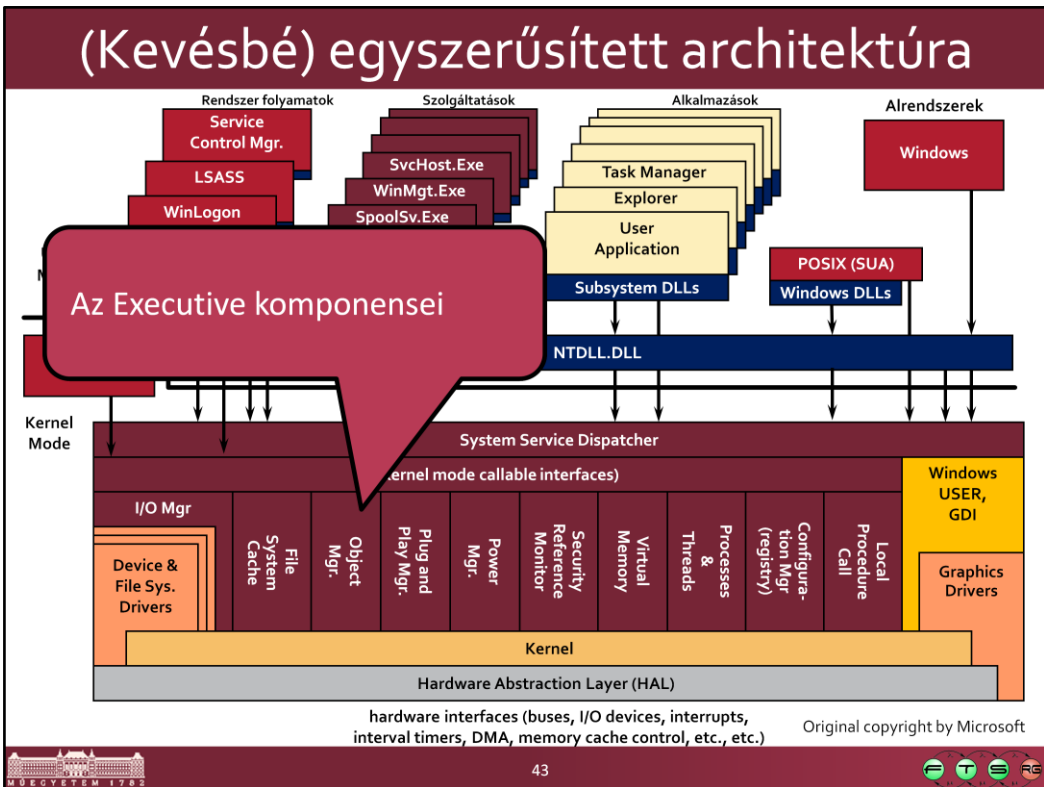 (Kevésbé) egyszerűsített architektúra
Rendszer folyamatok
Szolgáltatások
Alkalmazások
Alrendszerek
Service
Control Mgr.
LSASS
WinLogon
SvcHost.Exe
WinMgt.Exe
SpoolSv.Exe
Task Manager
Explorer
User
Application
Subsystem DLLs
Windows
POSIX (SUA)
Windows DLLs
Az Executive komponensei
NTDLL.DLL
Kernel
Mode
System Service Dispatcher
ernel mode callable interfaces)
I/O Mgr
Device &
File Sys.
Drivers
File
System
Cache
Object
Mgr.
Plug and
Play Mgr.
Power
Mgr.
Security
Reference
Monitor
Virtual
Memory
Processes
&
Threads
Configura-
tion Mgr
(registry)
Local
Procedure
Call
Windows
USER,
GDI
Graphics
Drivers
Kernel
Hardware Abstraction Layer (HAL)
hardware interfaces (buses, I/O devices, interrupts,
interval timers, DMA, memory cache control, etc., etc.)
Original copyright by Microsoft
MŰEGYETEM 1782
43
F T S RG